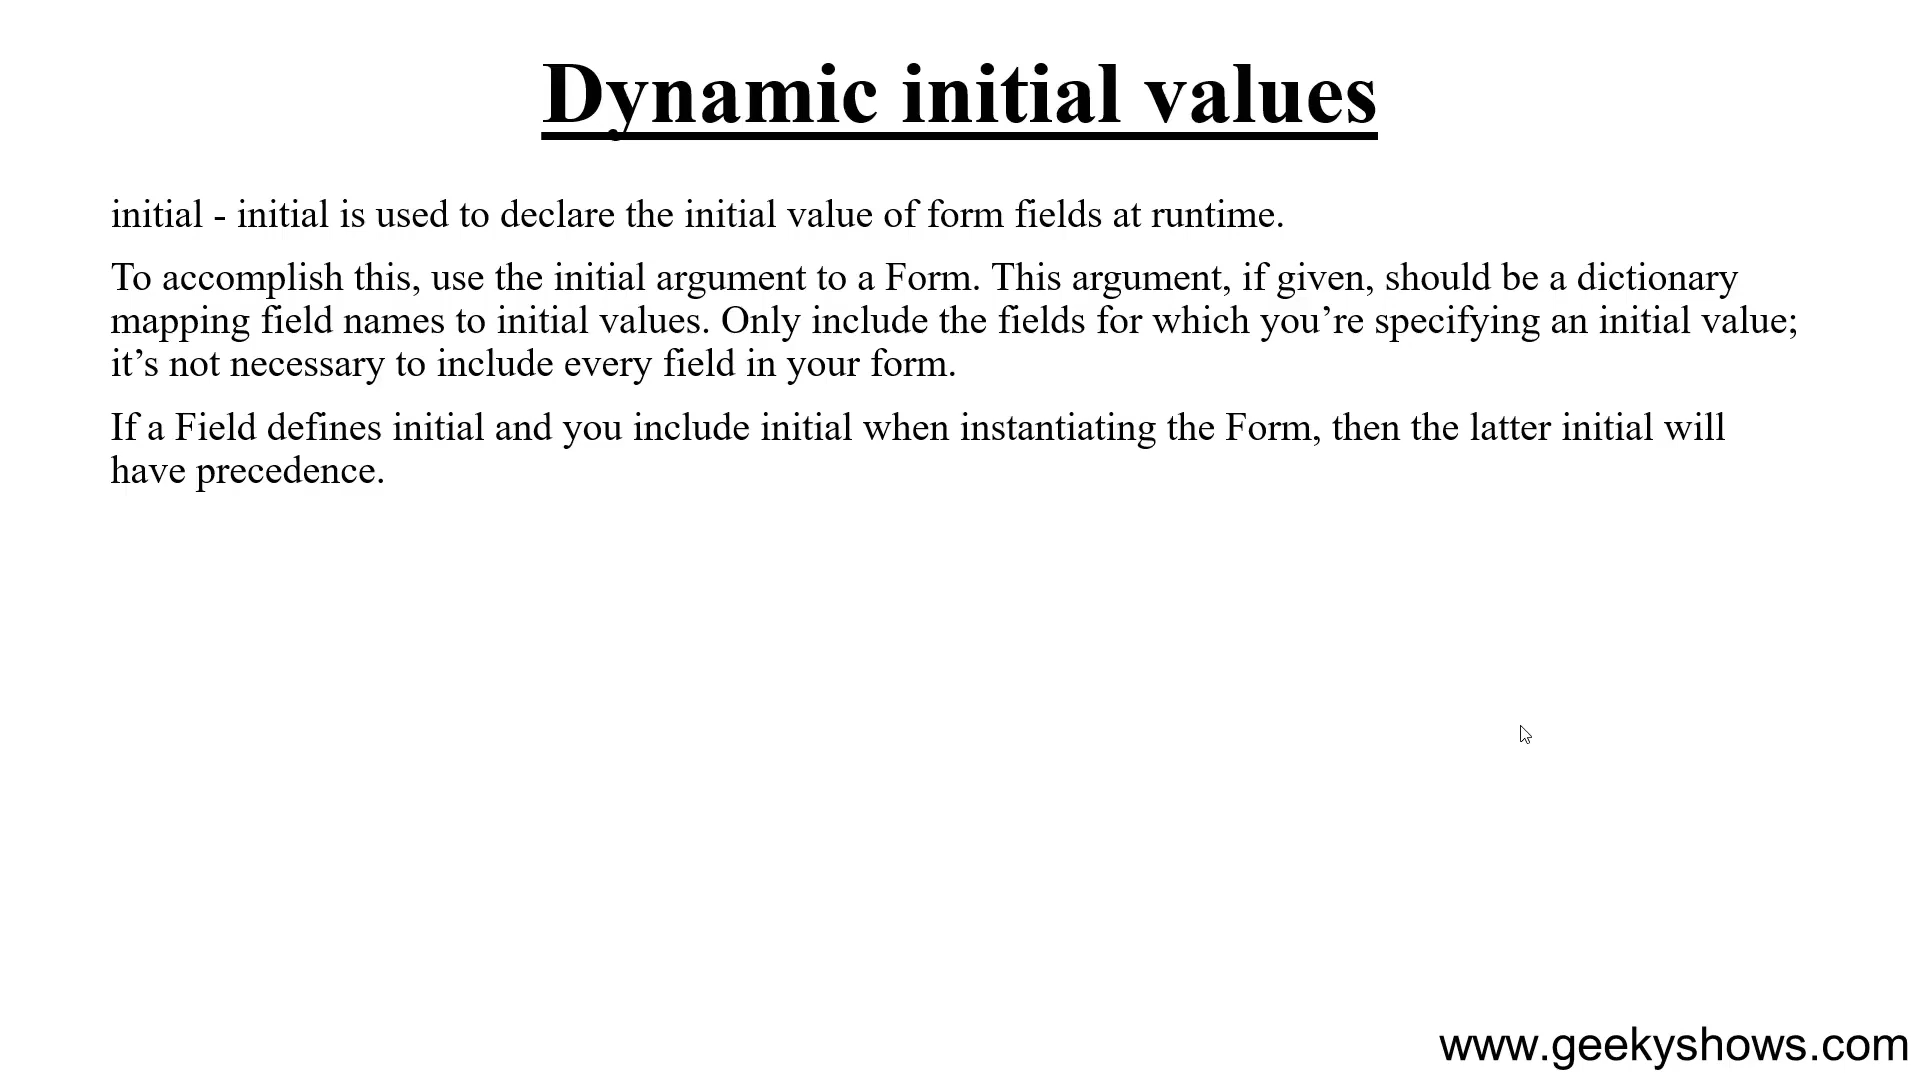 Dynamic initial values
initial - initial is used to declare the initial value of form fields at runtime.
To accomplish this, use the initial argument to a Form. This argument, if given, should be a dictionary
mapping field names to initial values. Only include the fields for which you’re specifying an initial value;
it’s not necessary to include every field in your form.
If a Field defines initial and you include initial when instantiating the Form, then the latter initial will
have precedence.
www.geekyshows.com